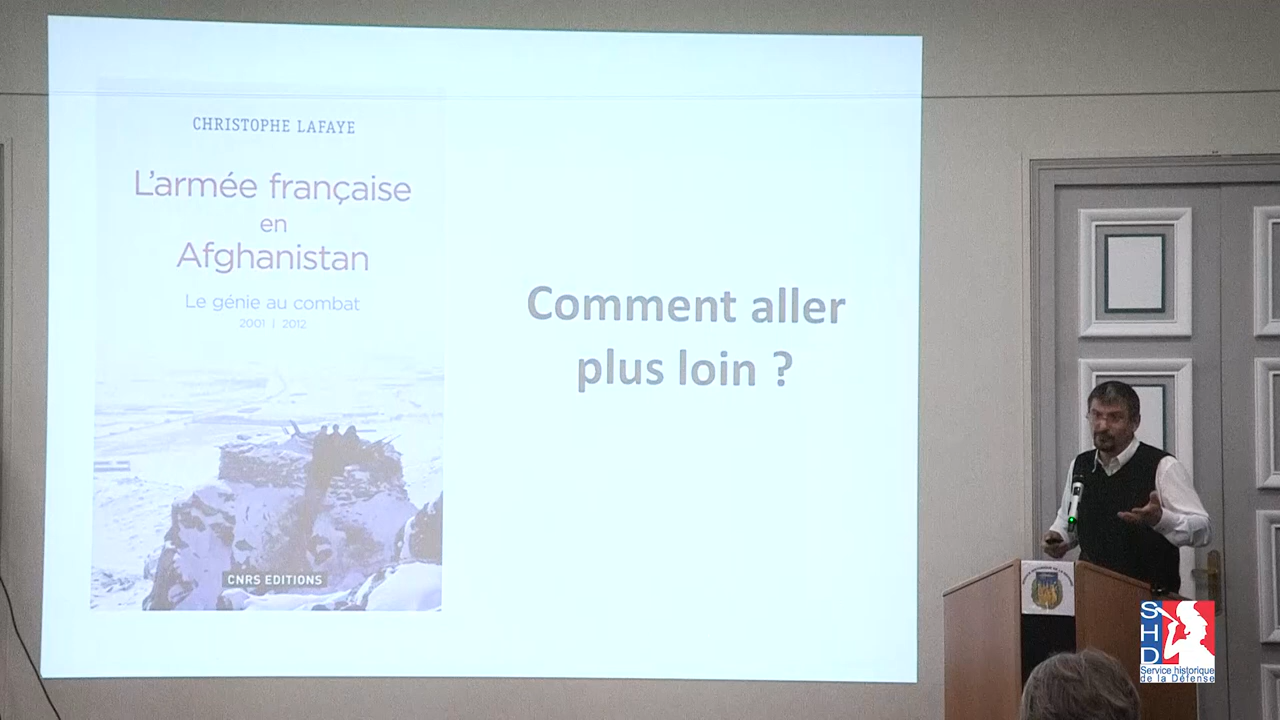 CHRISTOPHE LAFAYE
L'armée française
en
Afghanistan
Le génie au combat
2001 | 2012
CNRS EDITIONS
Comment aller
plus loin ?
SHD
Service historique
de la Défense